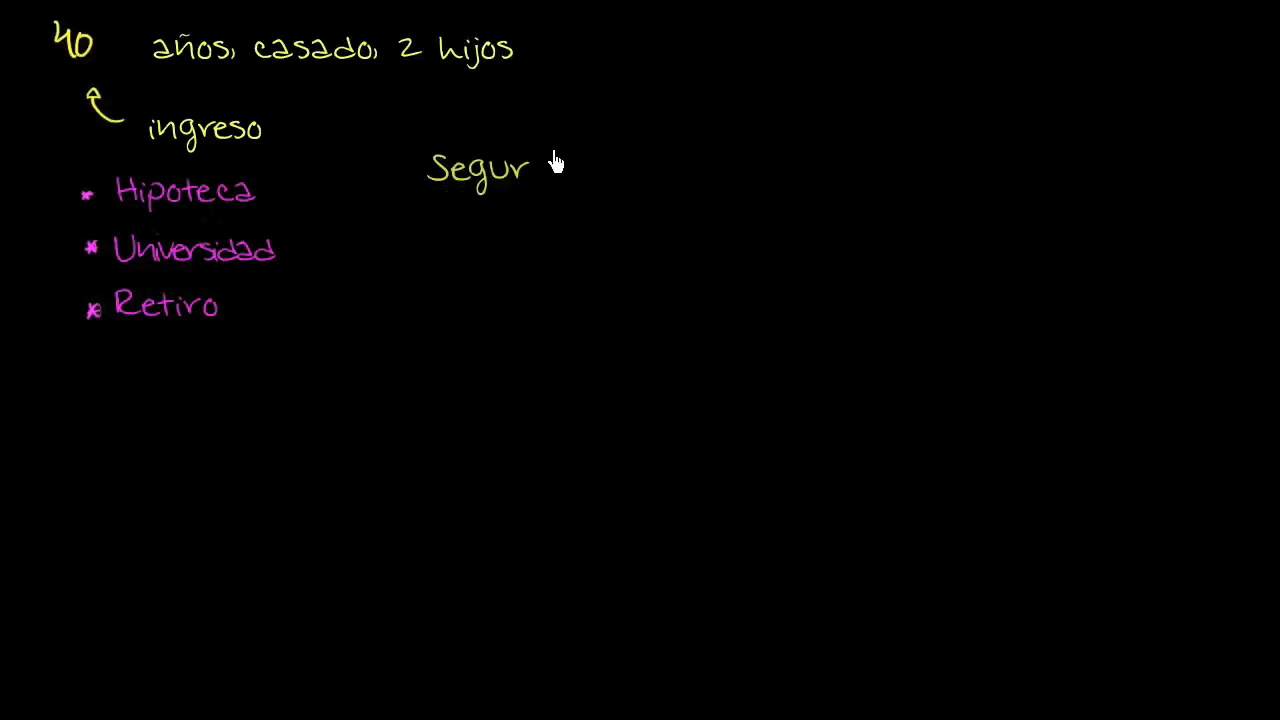 40 años, casado, 2 hijos
ingreso
Segur
* Hipoteca
* Universidad
* Retiro